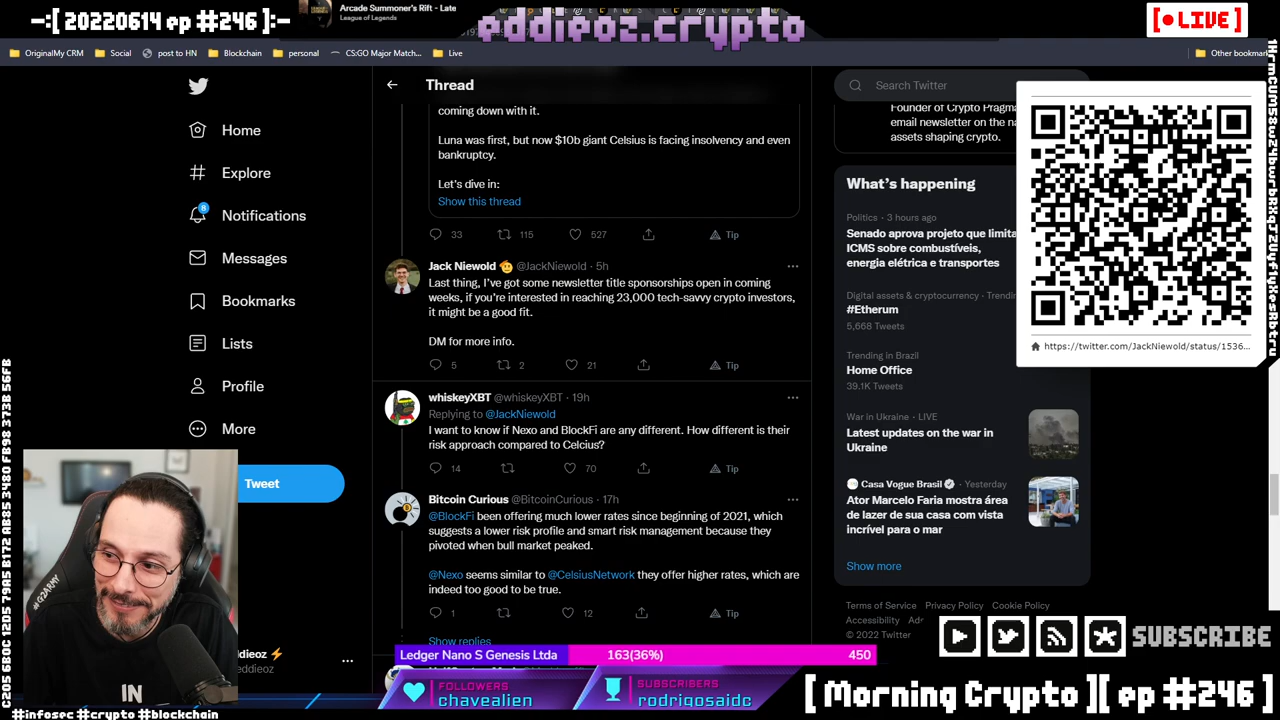 -:[ 20220614 ep #246 ]:-
Arcade Summoner's Rift - Late
League of Legends
eddieoz.crypto
[● LIVE]
OriginalMy CRM
Social
post to HN
Blockchain
personal
CS:GO Major Match...
Live
Other bookmar
Thread
Search Twitter
Home
Explore
8
Notifications
Messages
Bookmarks
Lists
Profile
More
Tweet
ddieoz ⚡
eddieoz
coming down with it.
Luna was first, but now $10b giant Celsius is facing insolvency and even
bankruptcy.
Let's dive in:
Show this thread
33 115 527 Tip
Jack Niewold @JackNiewold · 5h
Last thing, I've got some newsletter title sponsorships open in coming
weeks, if you're interested in reaching 23,000 tech-savvy crypto investors,
it might be a good fit.
DM for more info.
5 2 21 Tip
whiskeyXBT @whiskeyXBT · 19h
Replying to @JackNiewold
I want to know if Nexo and BlockFi are any different. How different is their
risk approach compared to Celcius?
14 70 Tip
Bitcoin Curious @BitcoinCurious · 17h
@BlockFi been offering much lower rates since beginning of 2021, which
suggests a lower risk profile and smart risk management because they
pivoted when bull market peaked.
@Nexo seems similar to @CelsiusNetwork they offer higher rates, which are
indeed too good to be true.
1 12 Tip
Show replies
Founder of Crypto Pragma
email newsletter on the na
assets shaping crypto.
What's happening
Politics · 3 hours ago
Senado aprova projeto que limita
ICMS sobre combustíveis,
energia elétrica e transportes
Digital assets & cryptocurrency · Trendin
#Etherum
5,668 Tweets
Trending in Brazil
Home Office
39.1K Tweets
War in Ukraine · LIVE
Latest updates on the war in
Ukraine
Casa Vogue Brasil · Yesterday
Ator Marcelo Faria mostra área
de lazer de sua casa com vista
incrível para o mar
Show more
Terms of Service Privacy Policy Cookie Policy
Accessibility Ad
© 2022 Twitter
https://twitter.com/JackNiewold/status/1536...
#G2ARMY
IN
SUBSCRIBE
Ledger Nano S Genesis Ltda 163(36%) 450
FOLLOWERS
chavealien
SUBSCRIBERS
rodrigosaidc
[ Morning Crypto ][ ep #246 ]
#infosec #crypto #blockchain